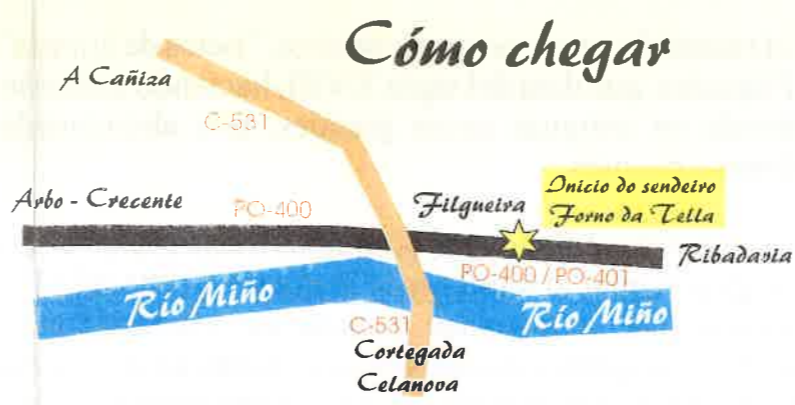 Cómo chegar
A Cañiza
C-531
Arbo - Crecente
PO-400
Filgueira
Inicio do sendeiro
Forno da Tella
Ribadavia
PO-400 / PO-401
Río Miño
Río Miño
C-531
Cortegada
Celanova